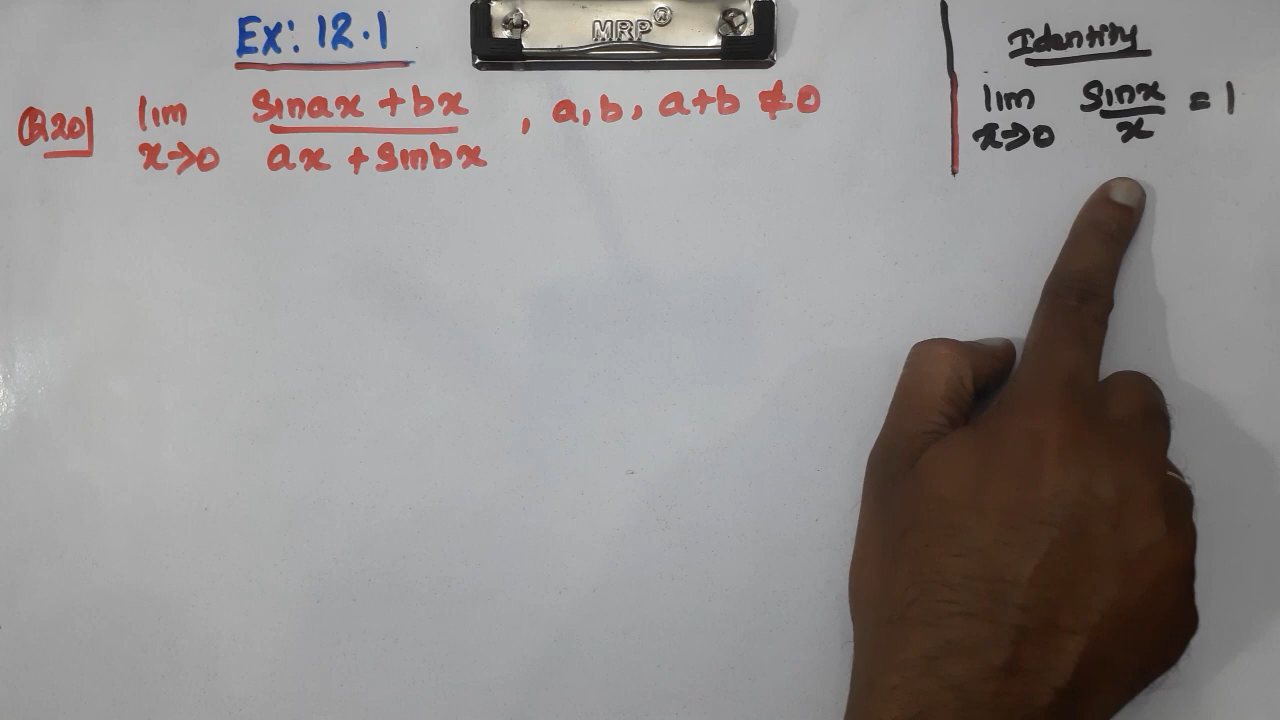 Ex: 12.1
MRP®
Q20] lim x→0 (sinax + bx)/(ax + sinbx) , a, b, a+b ≠ 0
Identity
lim x→0 sinx/x = 1